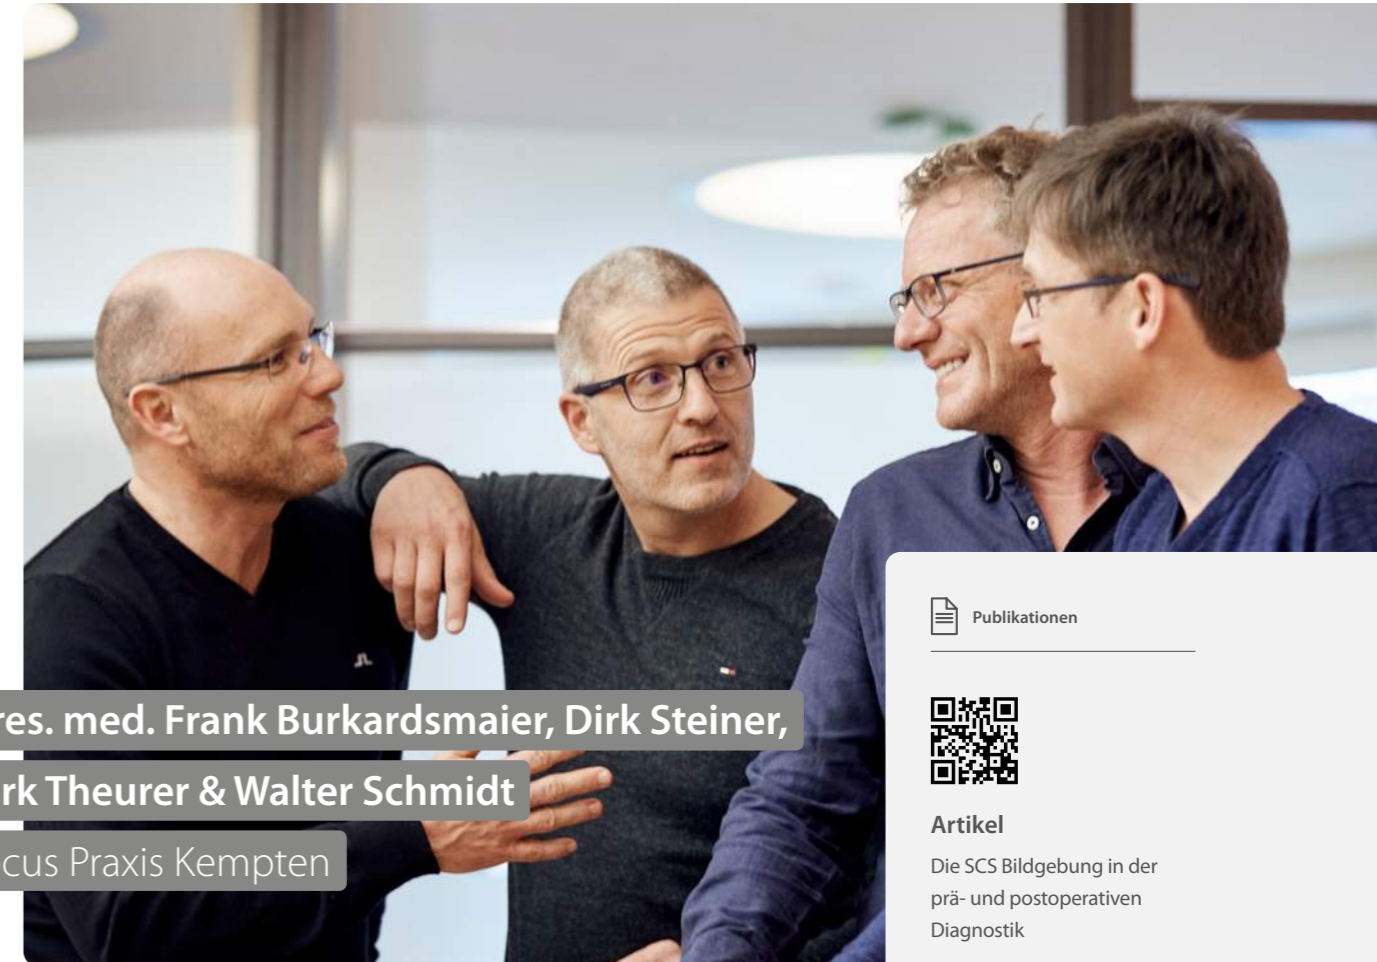 res. med. Frank Burkardsmaier, Dirk Steiner,
rk Theurer & Walter Schmidt
cus Praxis Kempten
Publikationen
Artikel
Die SCS Bildgebung in der
prä- und postoperativen
Diagnostik